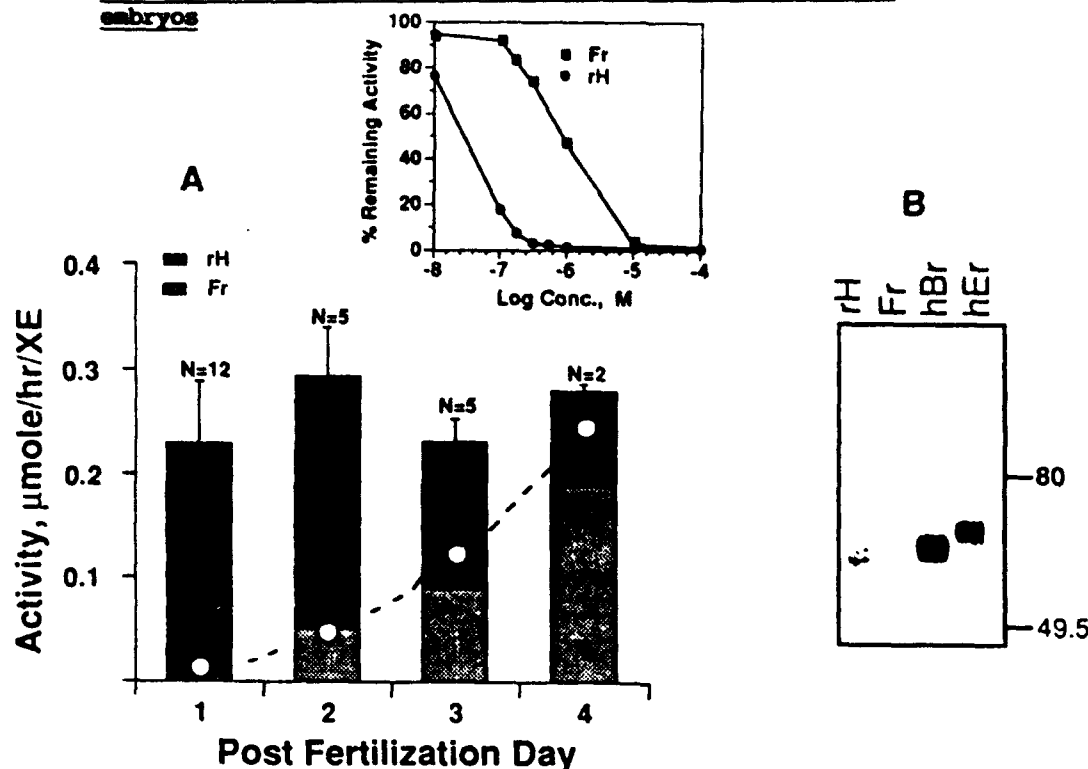 embryos
100
80
60
40
20
0
% Remaining Activity
Fr
rH
-8 -7 -6 -5 -4
Log Conc., M
A
rH
Fr
0.4
0.3
0.2
0.1
Activity, µmole/hr/XE
N=12
N=5
N=5
N=2
1 2 3 4
Post Fertilization Day
B
rH Fr hBr hEr
80
49.5